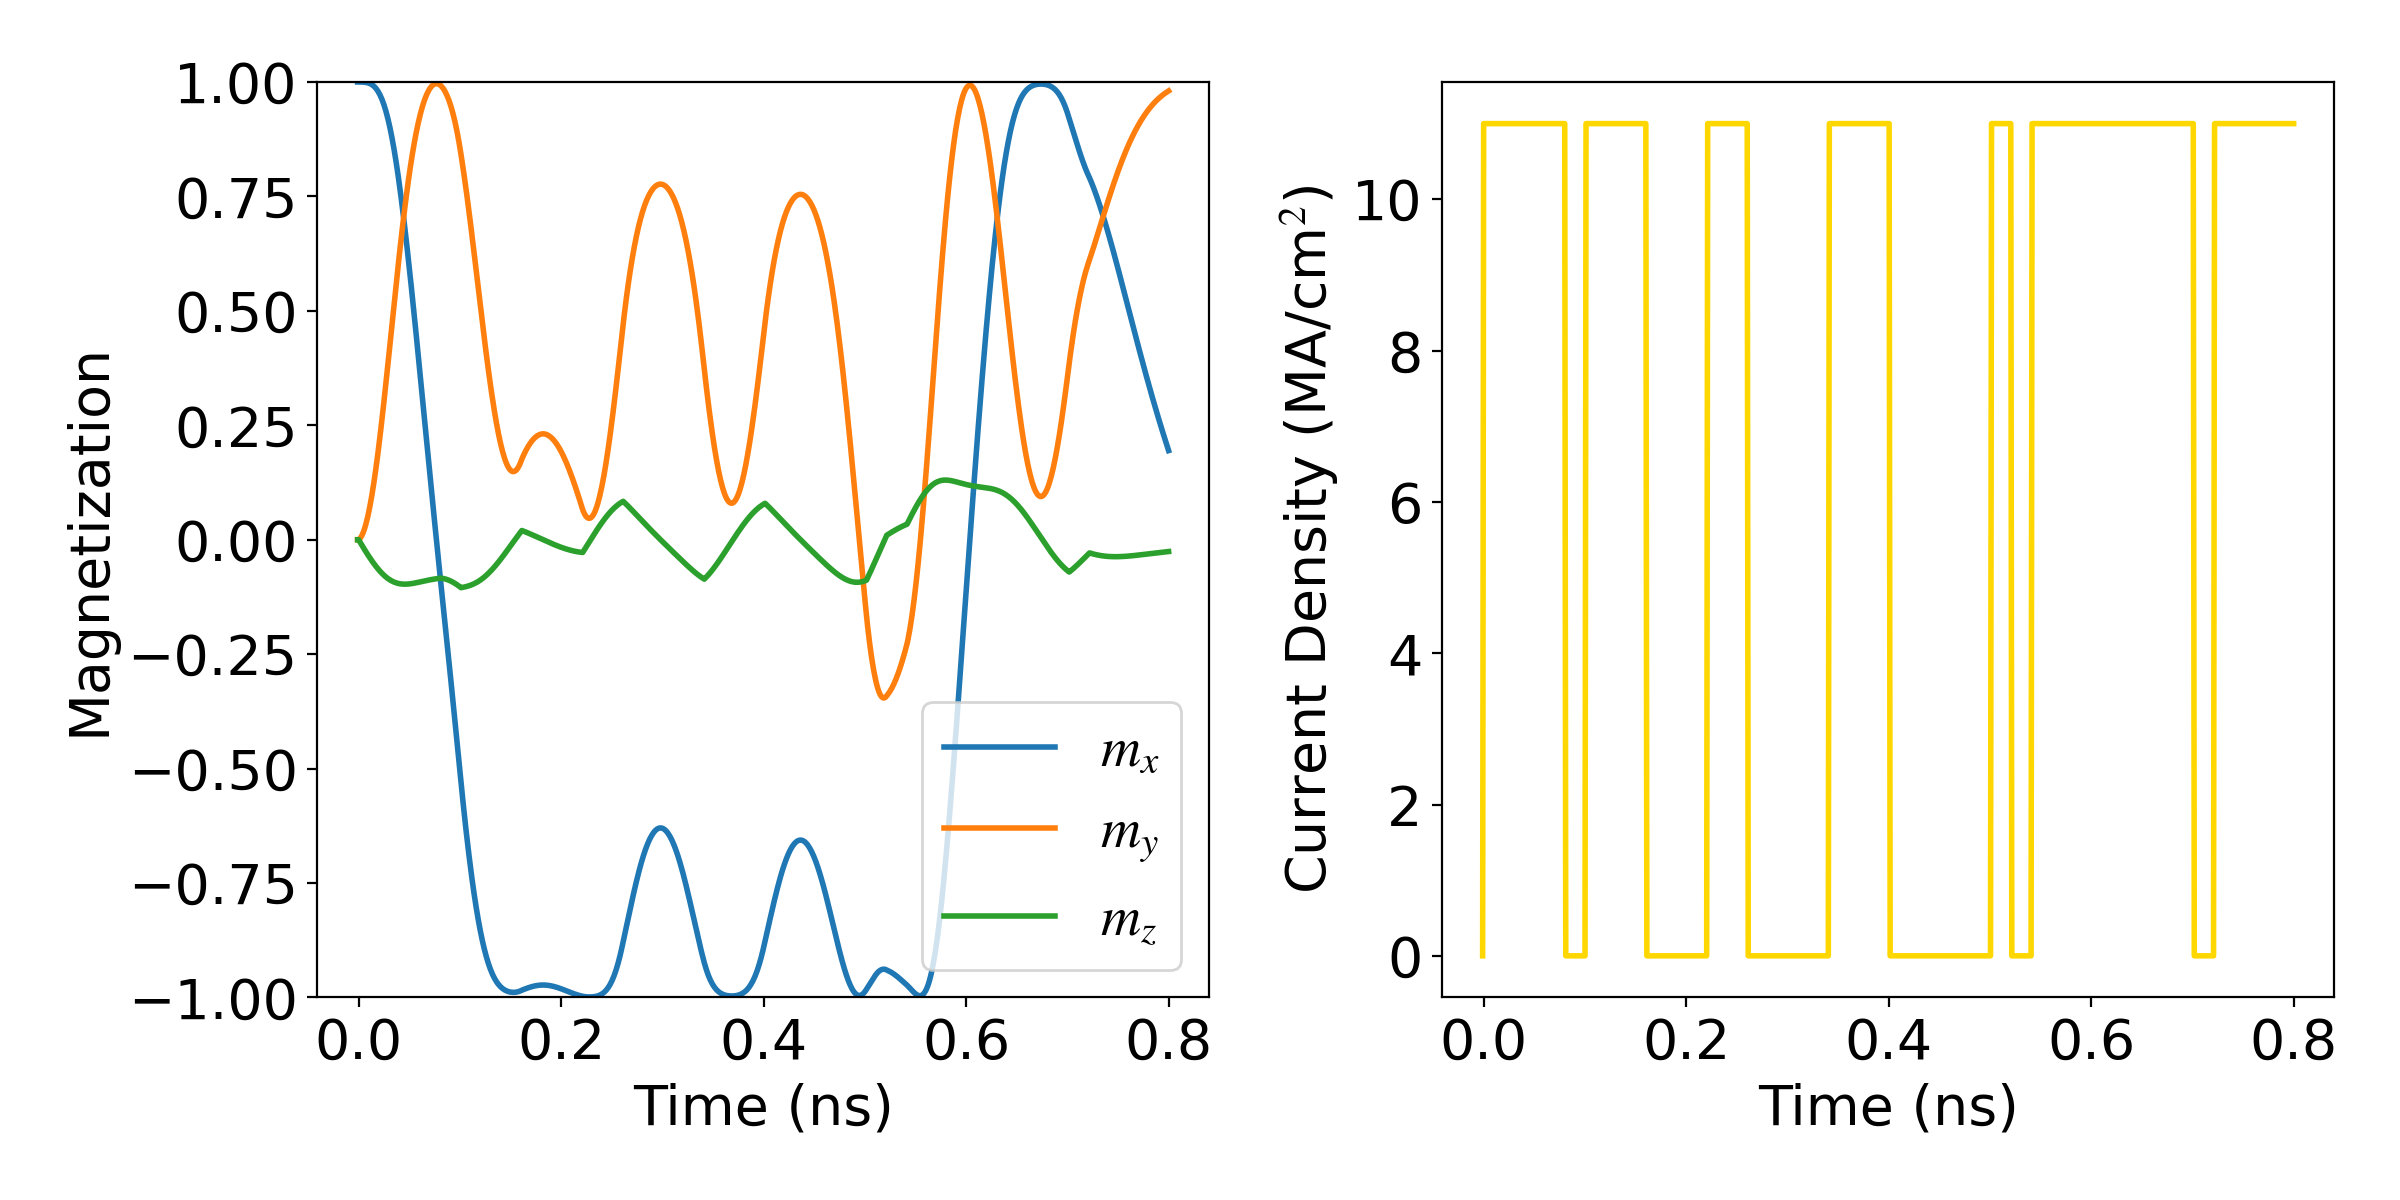 Magnetization
1.00
0.75
0.50
0.25
0.00
−0.25
−0.50
−0.75
−1.00
0.0 0.2 0.4 0.6 0.8
Time (ns)
m_x
m_y
m_z
Current Density (MA/cm²)
10
8
6
4
2
0
0.0 0.2 0.4 0.6 0.8
Time (ns)